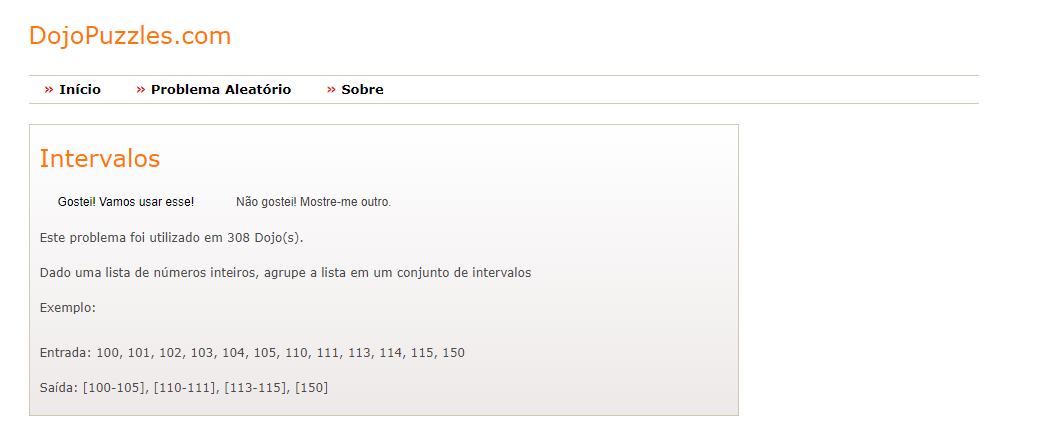 DojoPuzzles.com
» Início » Problema Aleatório » Sobre
Intervalos
Gostei! Vamos usar esse! Não gostei! Mostre-me outro.
Este problema foi utilizado em 308 Dojo(s).
Dado uma lista de números inteiros, agrupe a lista em um conjunto de intervalos
Exemplo:
Entrada: 100, 101, 102, 103, 104, 105, 110, 111, 113, 114, 115, 150
Saída: [100-105], [110-111], [113-115], [150]